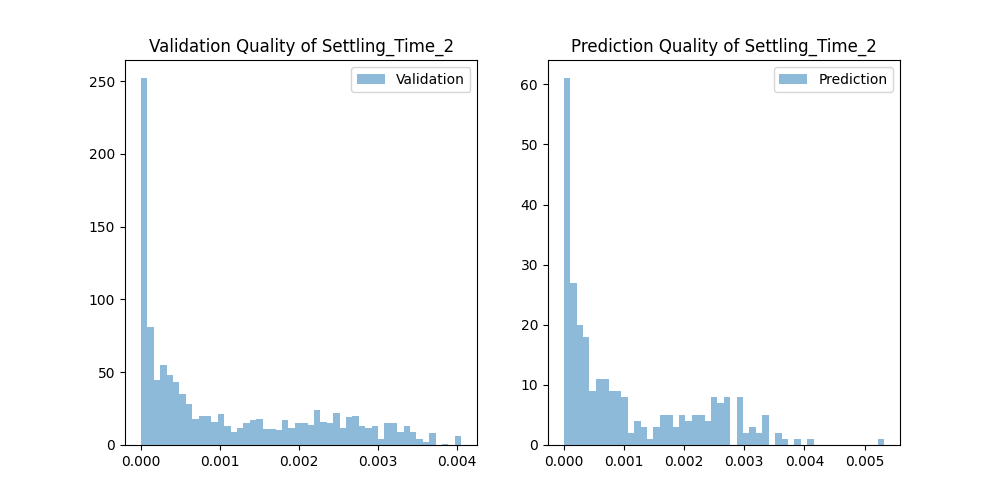 Validation Quality of Settling_Time_2
Validation
250
200
150
100
50
0
0.000 0.001 0.002 0.003 0.004
Prediction Quality of Settling_Time_2
Prediction
60
50
40
30
20
10
0
0.000 0.001 0.002 0.003 0.004 0.005